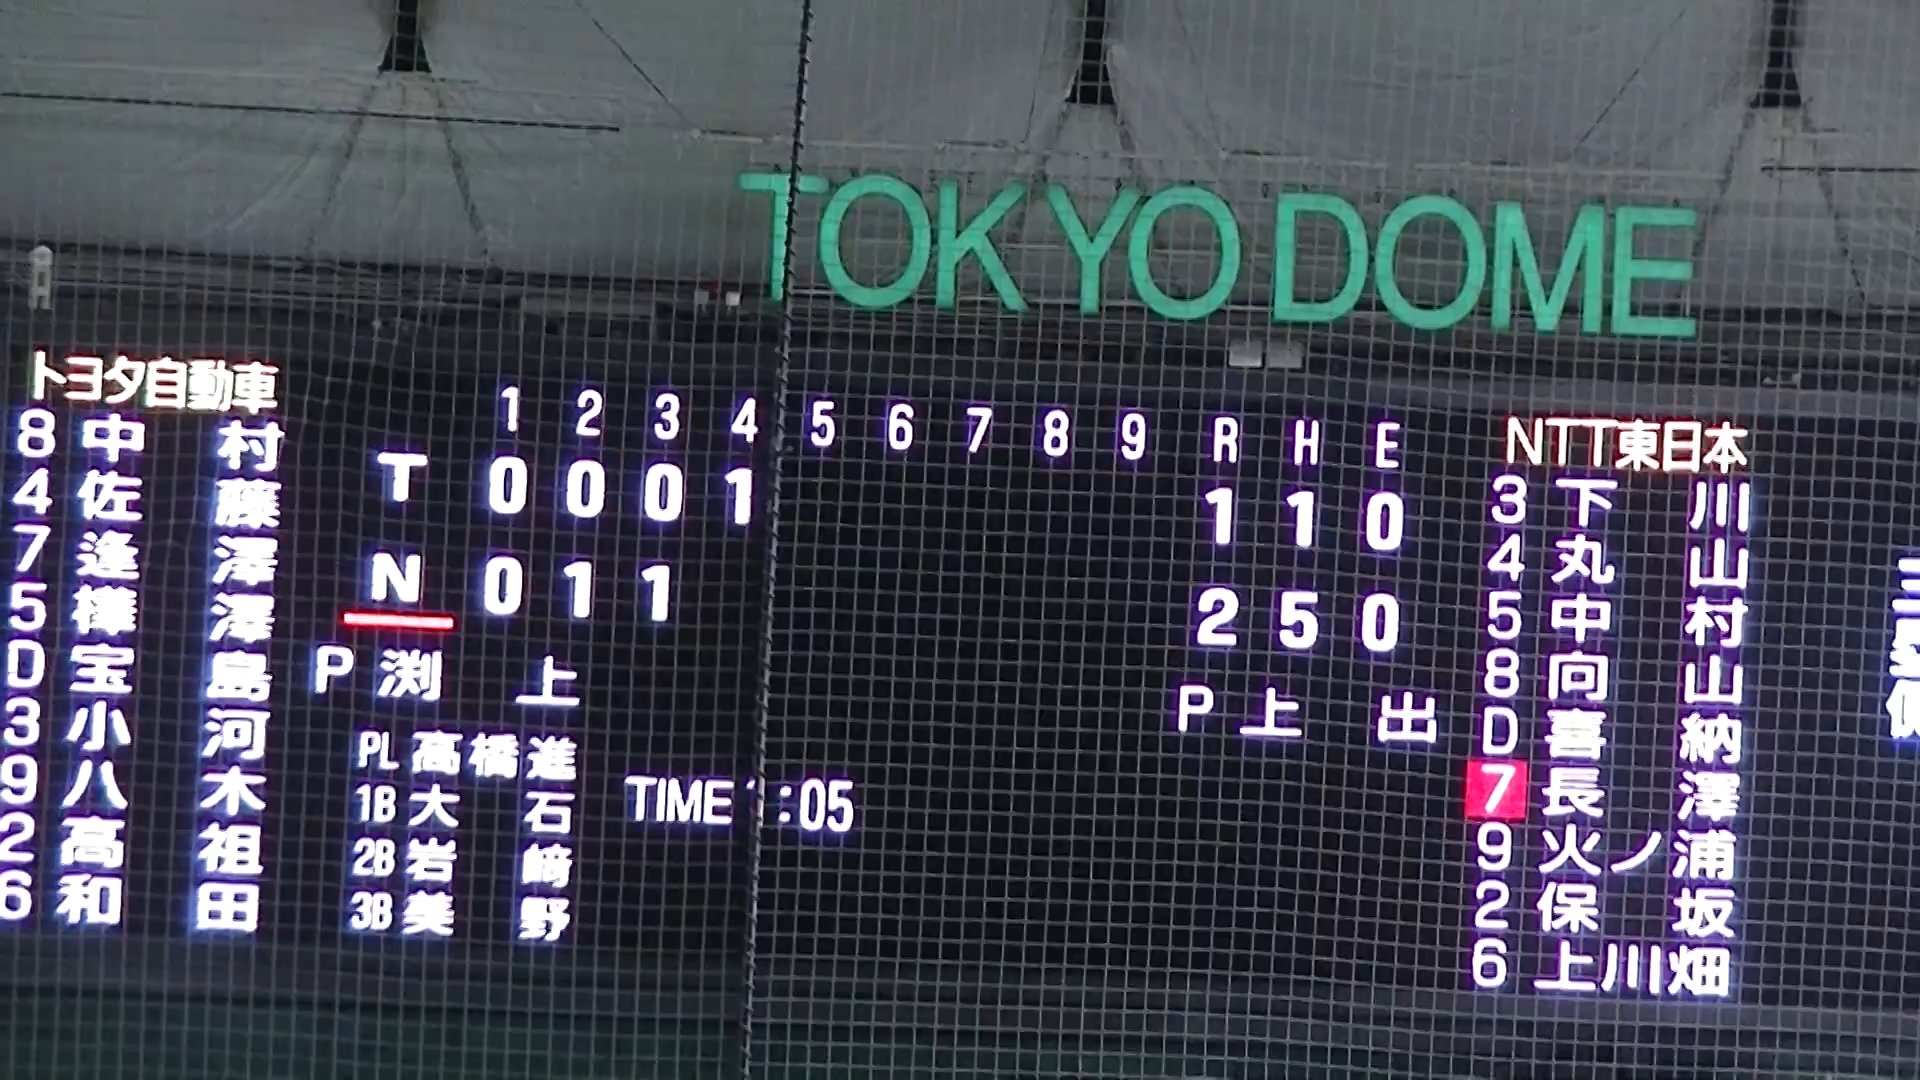 TOKYO DOME
トヨタ自動車
8 中村
4 佐藤
7 逢澤
5 樺澤
D 宝島
3 小河
9 八木
2 高祖
6 和田
1 2 3 4 5 6 7 8 9 R H E
T 0 0 0 1 1 1 0
N 0 1 1 2 5 0
P 渕上
P 上出
PL 高橋進
1B 大石
2B 岩﨑
3B 美野
TIME :05
NTT東日本
3 下川
4 丸山
5 中村
8 向山
D 喜納
7 長澤
9 火ノ浦
2 保坂
6 上川畑